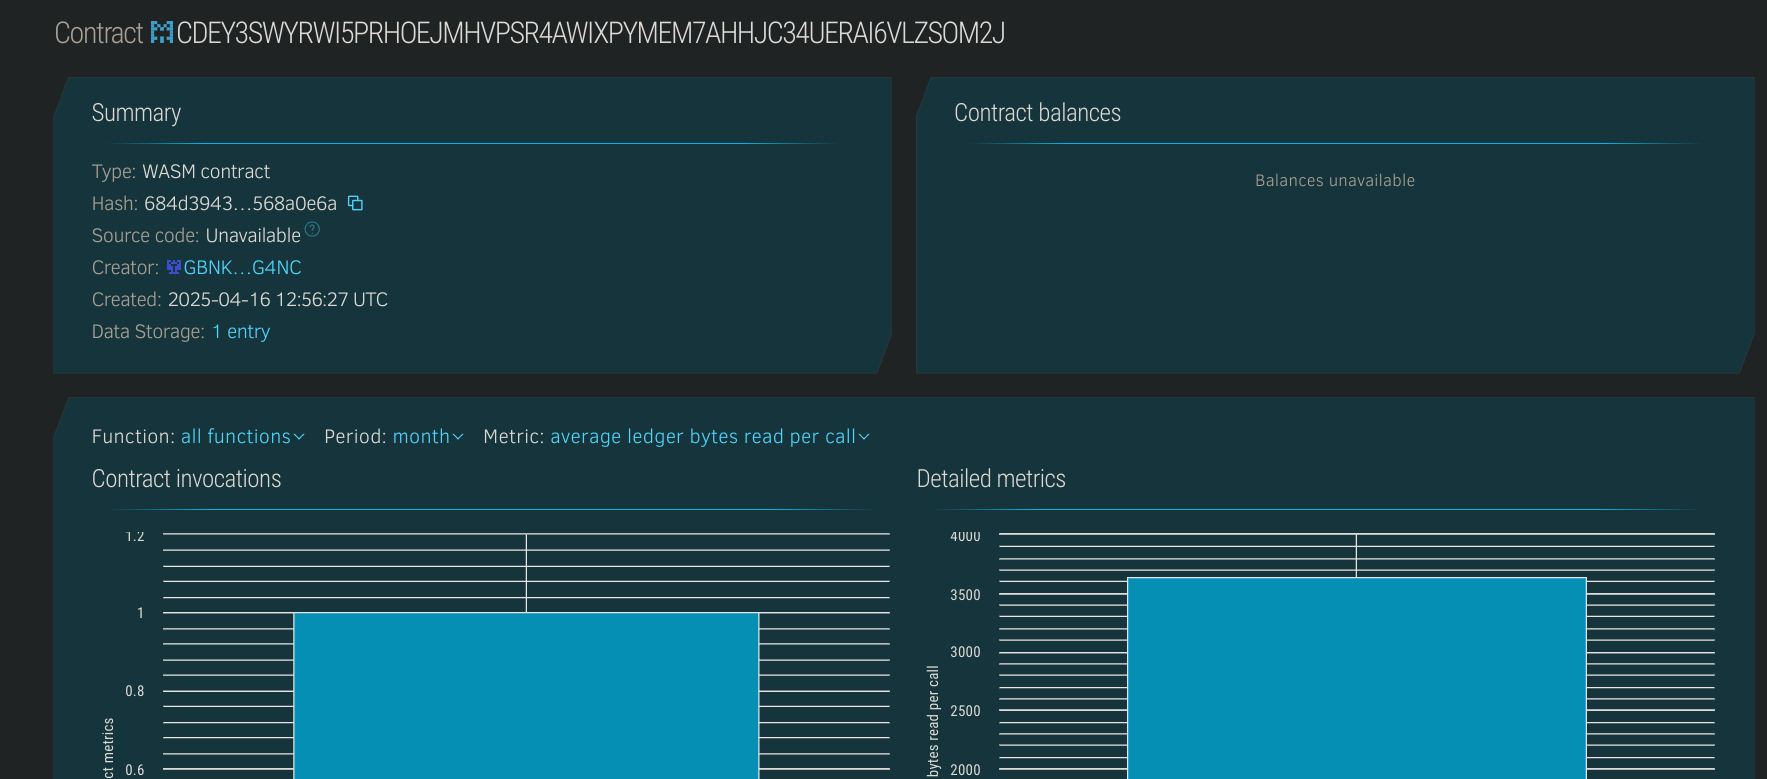 Contract CDEY3SWYRWI5PRHOEJMHVPSR4AWIXPYMEM7AHHJC34UERAI6VLZSOM2J
Summary
Type: WASM contract
Hash: 684d3943...568a0e6a
Source code: Unavailable ?
Creator: GBNK...G4NC
Created: 2025-04-16 12:56:27 UTC
Data Storage: 1 entry
Contract balances
Balances unavailable
Function: all functions Period: month Metric: average ledger bytes read per call
Contract invocations
1.2
1
0.8
0.6
ct metrics
Detailed metrics
4000
3500
3000
2500
2000
bytes read per call